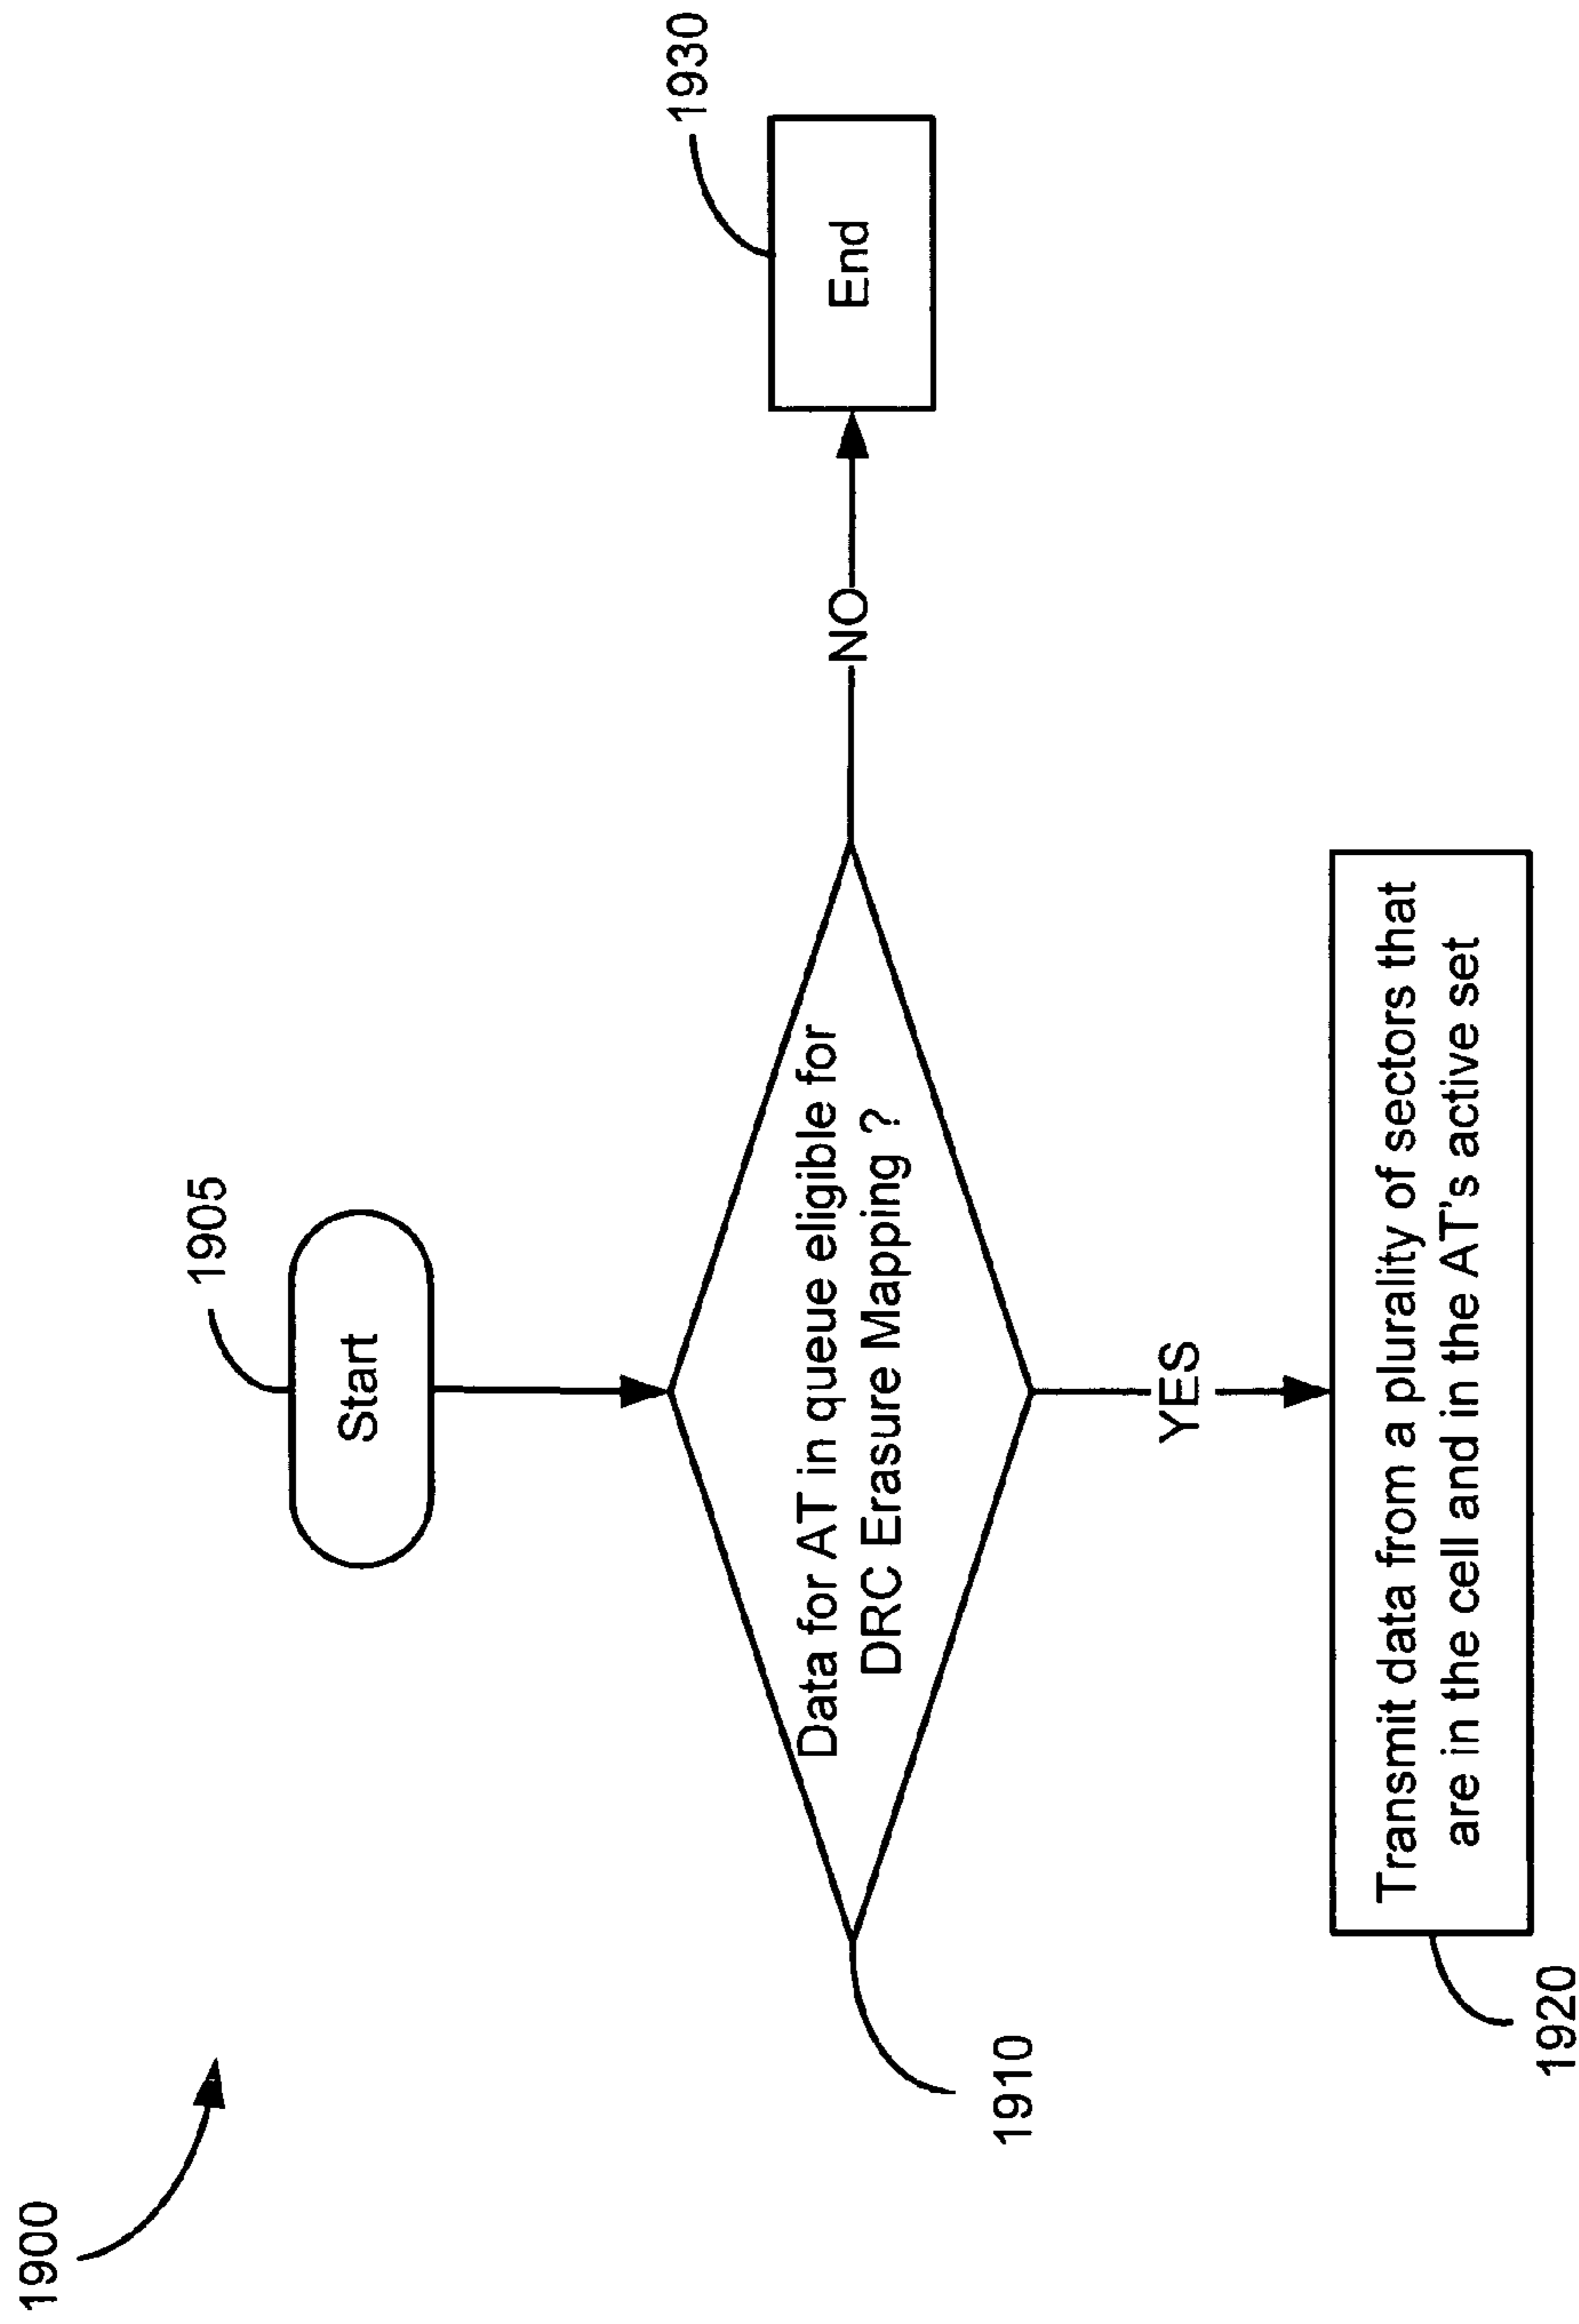 1900
1905
Start
Data for AT in queue eligible for
DRC Erasure Mapping ?
1910
NO
1930
End
YES
Transmit data from a plurality of sectors that
are in the cell and in the AT's active set
1920